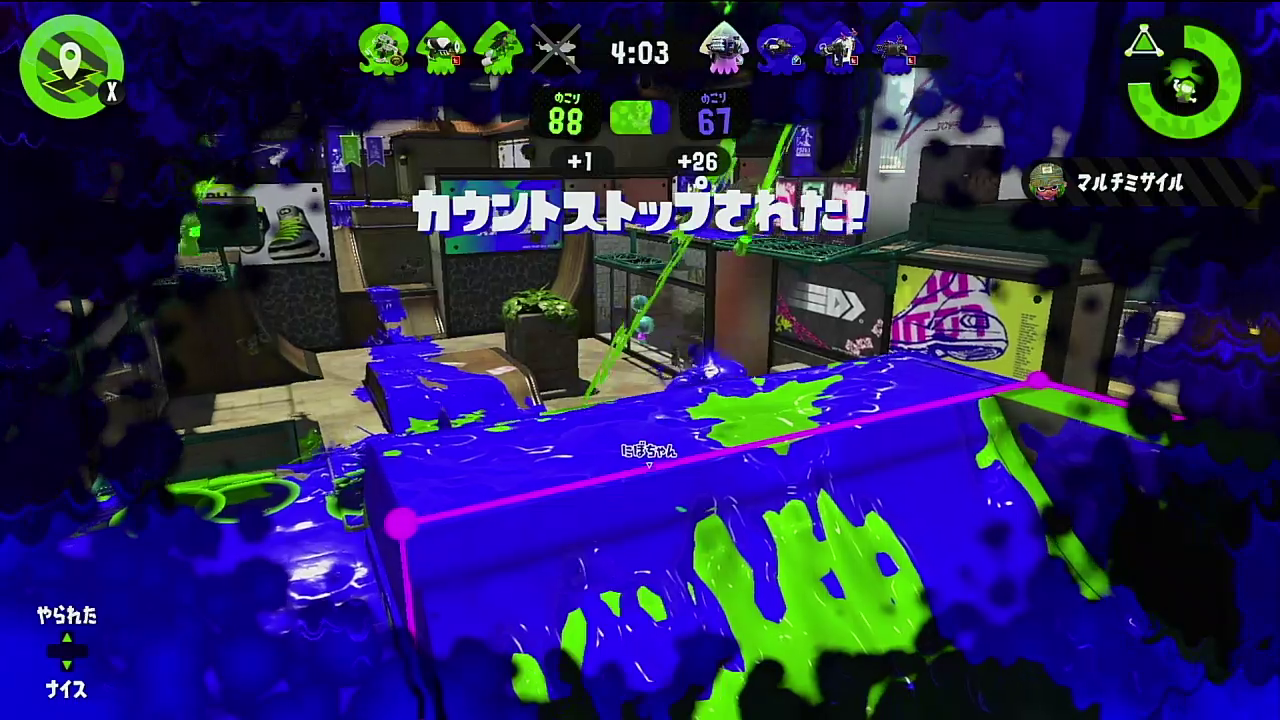 4:03
のこり
88
のこり
67
+1
+26
カウントストップされた!
X
マルチミサイル
にぼちゃん
やられた
ナイス